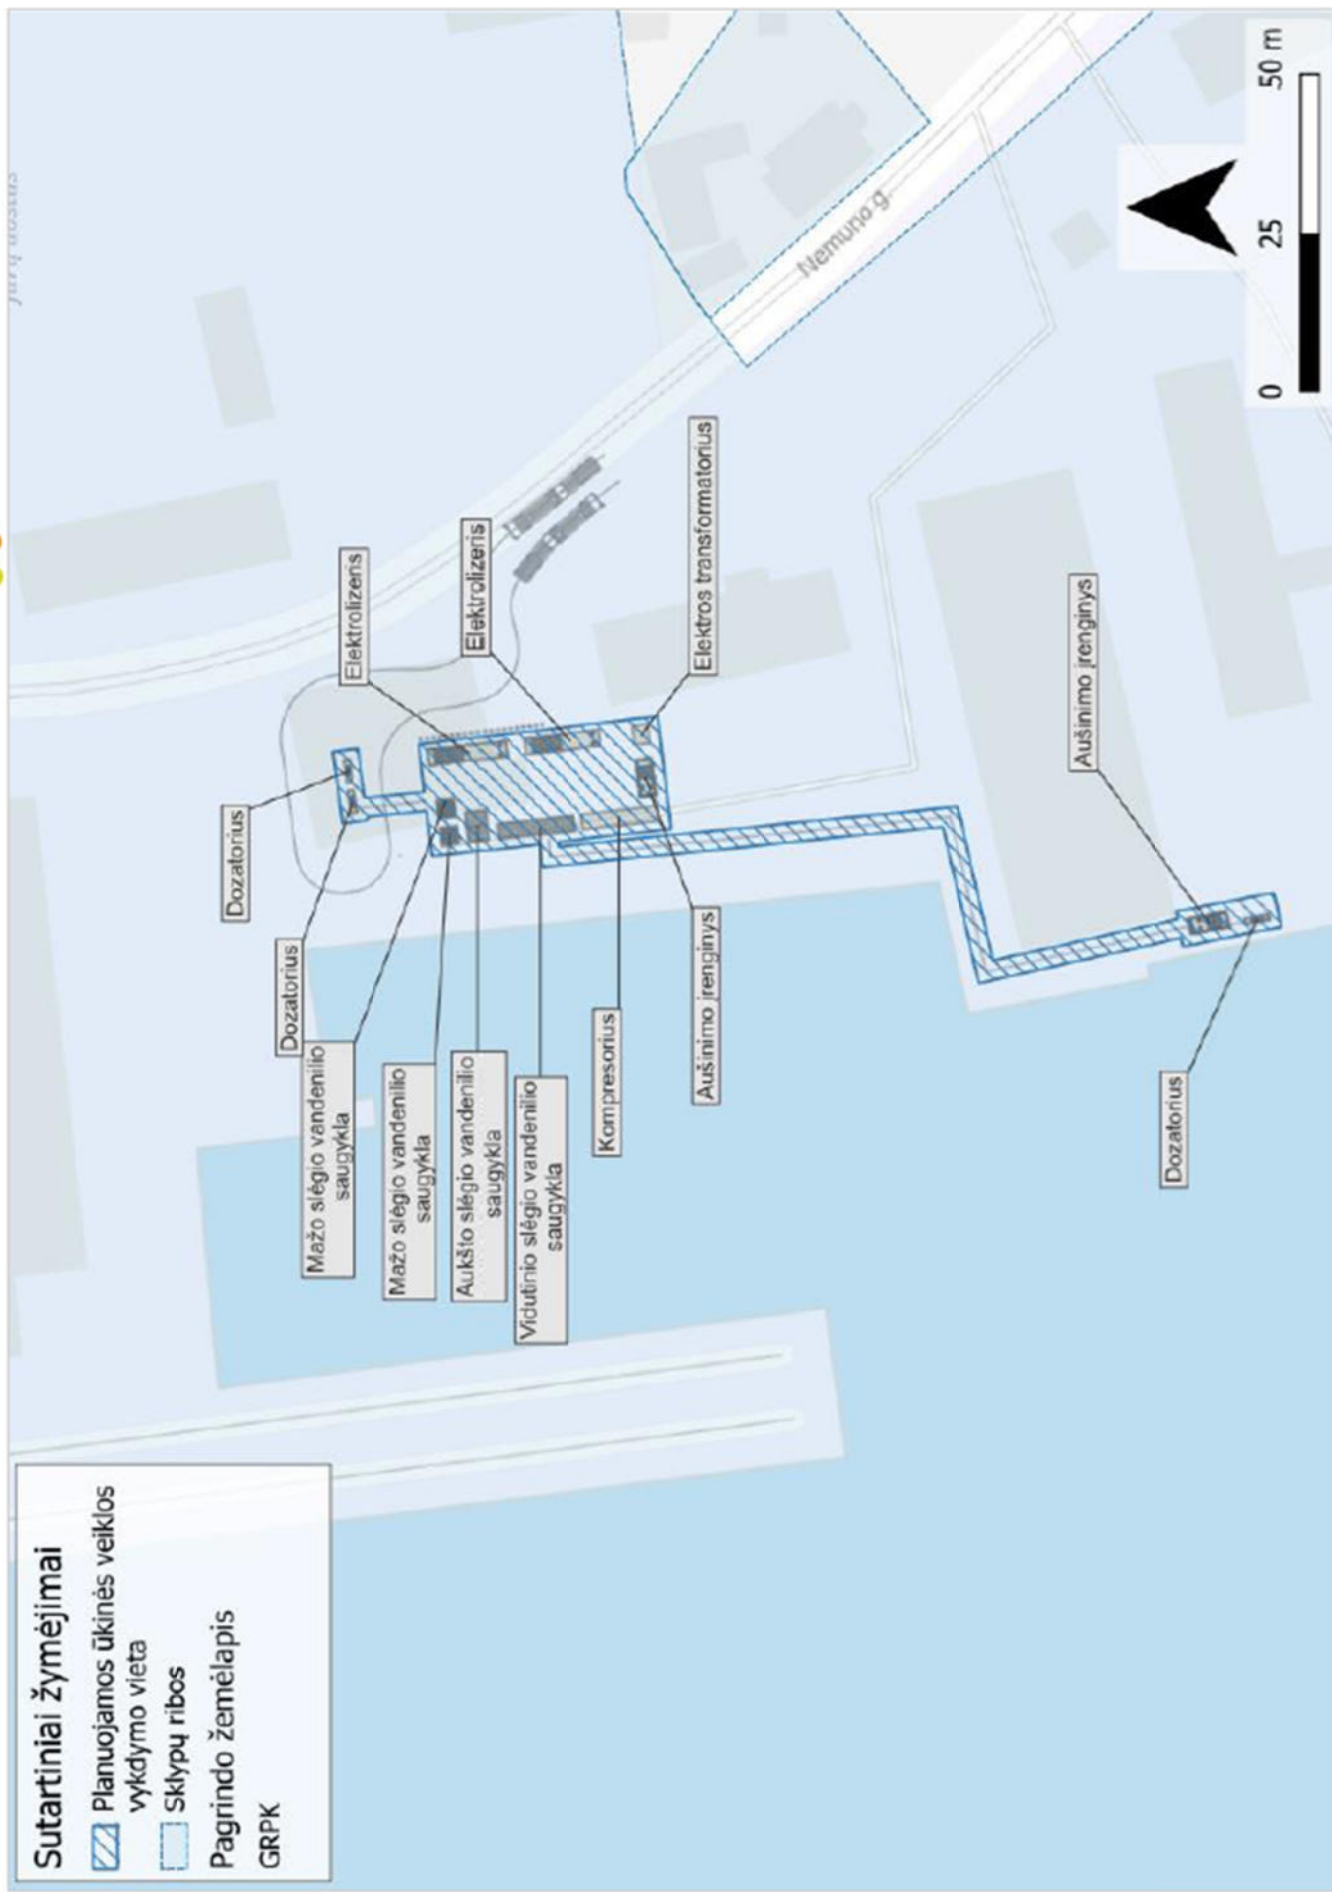 Sutartiniai žymėjimai
Planuojamos ūkinės veiklos
vykdymo vieta
Sklypų ribos
Pagrindo žemėlapis
GRPK
Dozatorius
Dozatorius
Mažo slėgio vandenilio
saugykla
Mažo slėgio vandenilio
saugykla
Aukšto slėgio vandenilio
saugykla
Vidutinio slėgio vandenilio
saugykla
Kompresorius
Aušinimo įrenginys
Elektrolizeris
Elektrolizeris
Elektros transformatorius
Nemuno g.
Aušinimo įrenginys
Dozatorius
0 25 50 m